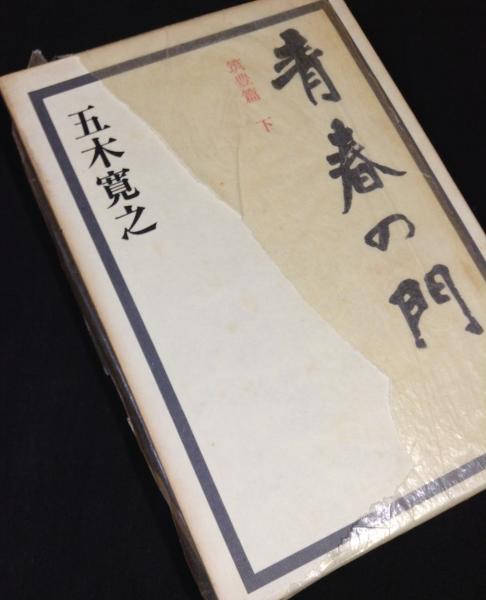 青春の門
筑豊篇 下
五木寛之